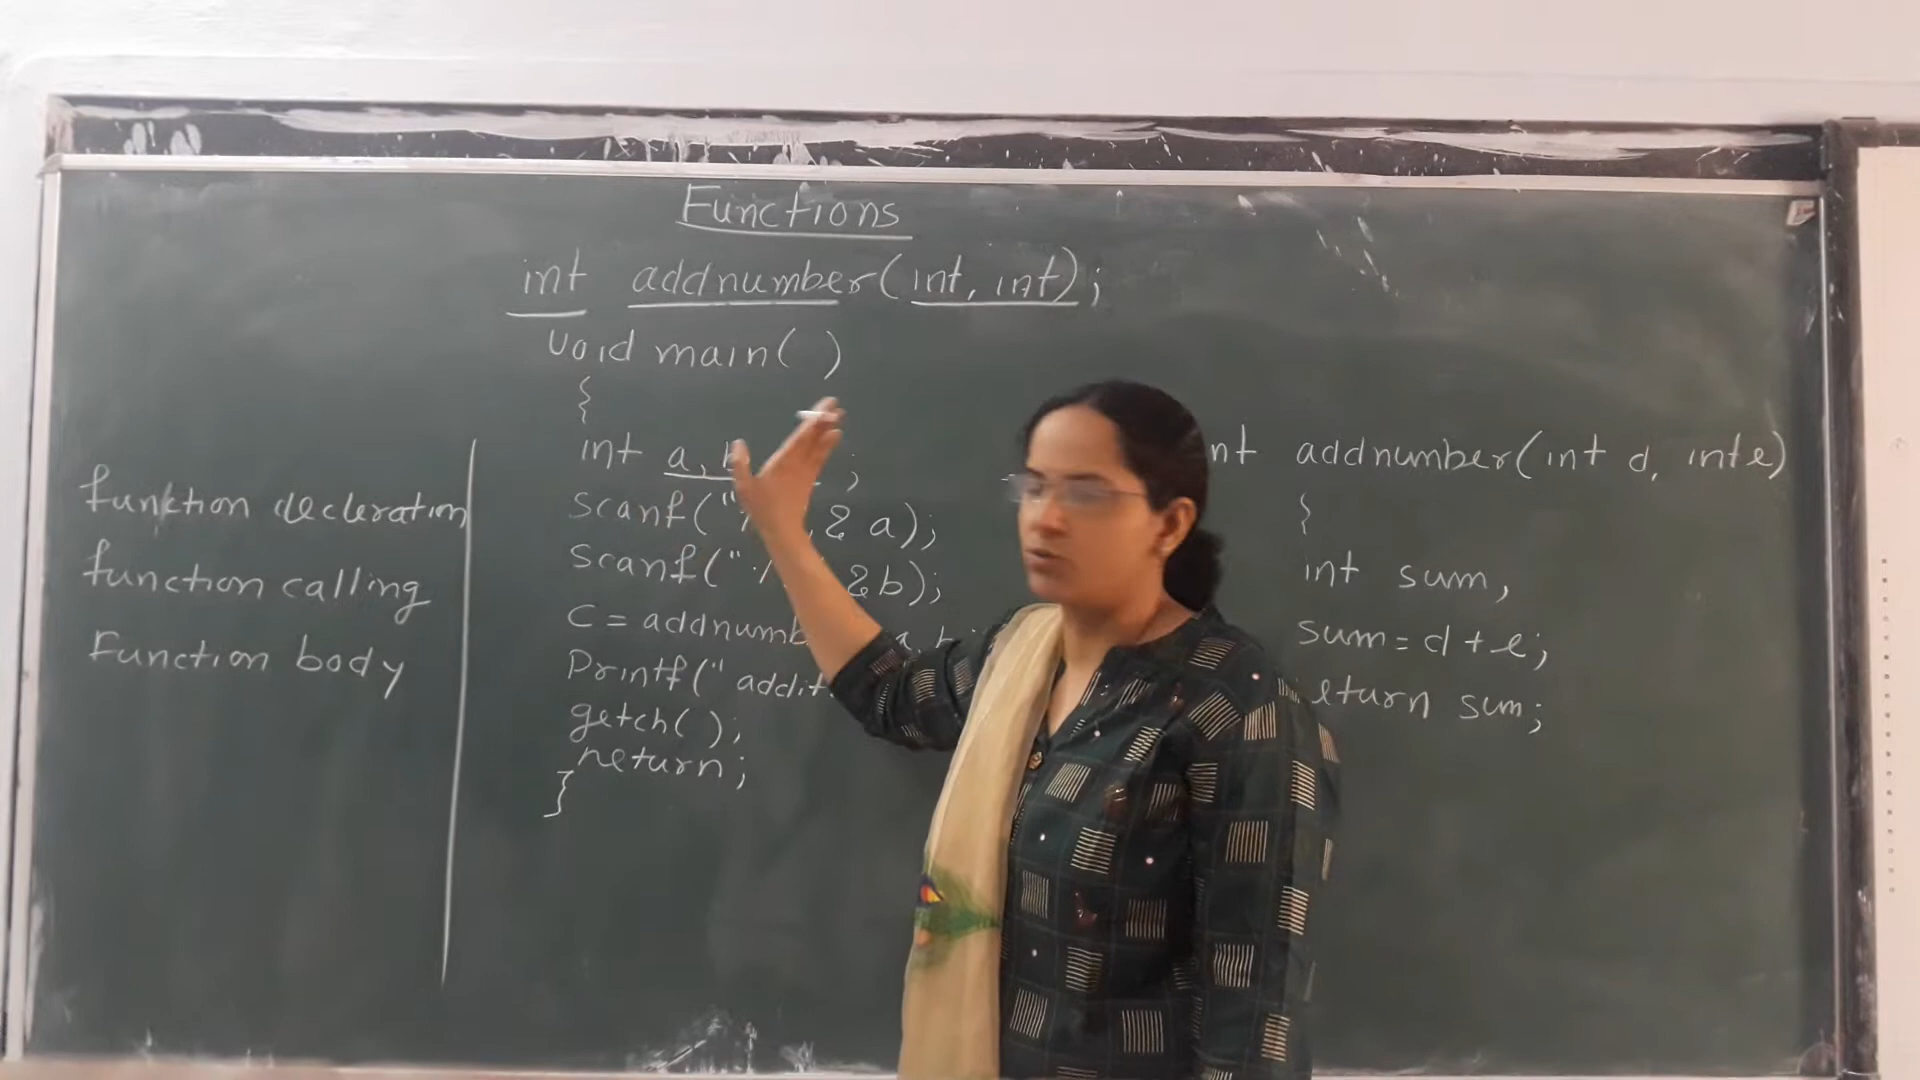 Functions
int addnumber(int, int);
void main( )
{
int a, ;
scanf(" , & a);
scanf(" &b);
C = addnumb
Printf(" addit
getch( );
return;
}
function decleration
function calling
Function body
nt addnumber(int d, int e)
{
int sum,
sum = d + e;
eturn sum;